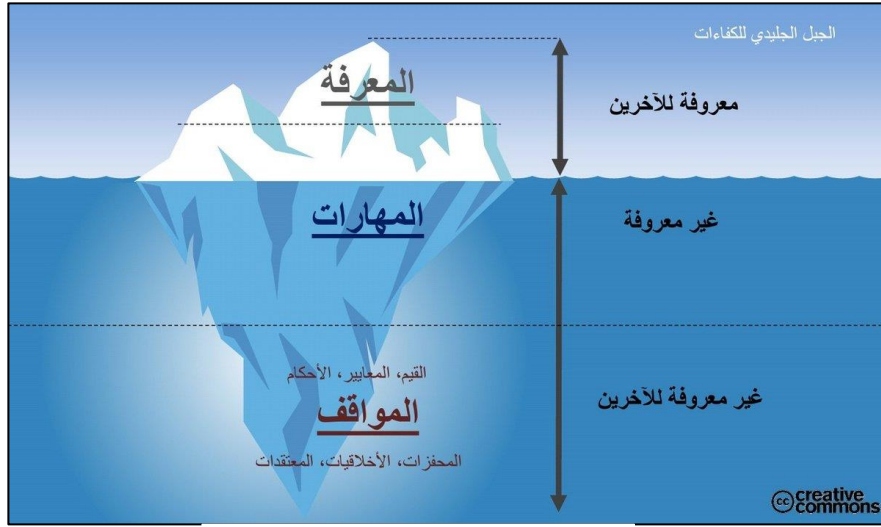 الجبل الجليدي للكفاءات
المعرفة
معروفة للآخرين
المهارات
غير معروفة
القيم، المعايير، الأحكام
المواقف
غير معروفة للآخرين
المحفزات، الأخلاقيات، المعتقدات
cc creative commons